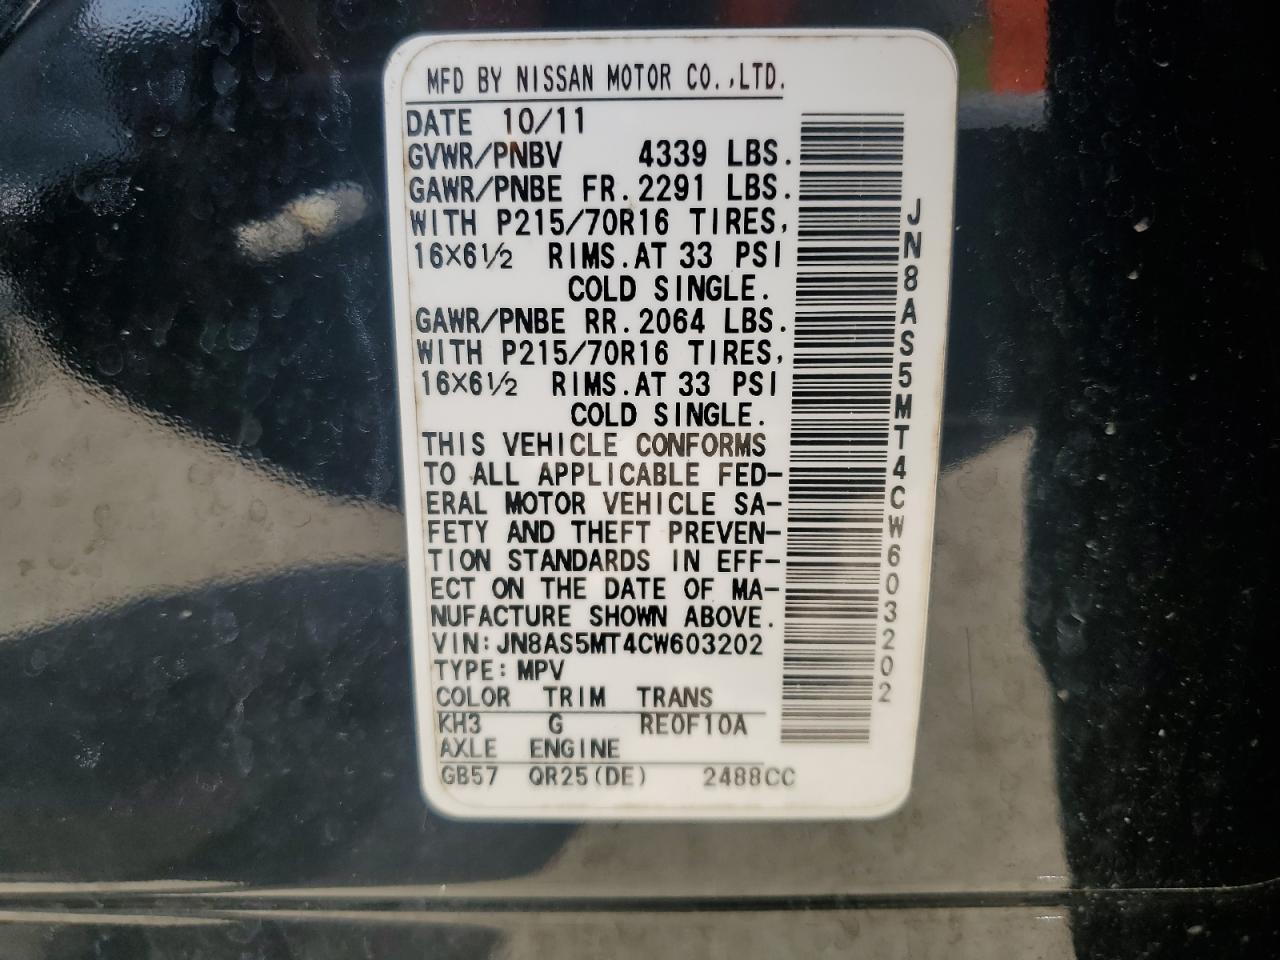 MFD BY NISSAN MOTOR CO.,LTD.
DATE 10/11
GVWR/PNBV 4339 LBS.
GAWR/PNBE FR.2291 LBS.
WITH P215/70R16 TIRES,
16×6½ RIMS.AT 33 PSI
COLD SINGLE.
GAWR/PNBE RR.2064 LBS.
WITH P215/70R16 TIRES,
16×6½ RIMS.AT 33 PSI
COLD SINGLE.
THIS VEHICLE CONFORMS
TO ALL APPLICABLE FED-
ERAL MOTOR VEHICLE SA-
FETY AND THEFT PREVEN-
TION STANDARDS IN EFF-
ECT ON THE DATE OF MA-
NUFACTURE SHOWN ABOVE.
VIN:JN8AS5MT4CW603202
TYPE:MPV
COLOR TRIM TRANS
KH3 G RE0F10A
AXLE ENGINE
GB57 QR25(DE) 2488CC
JN8AS5MT4CW603202